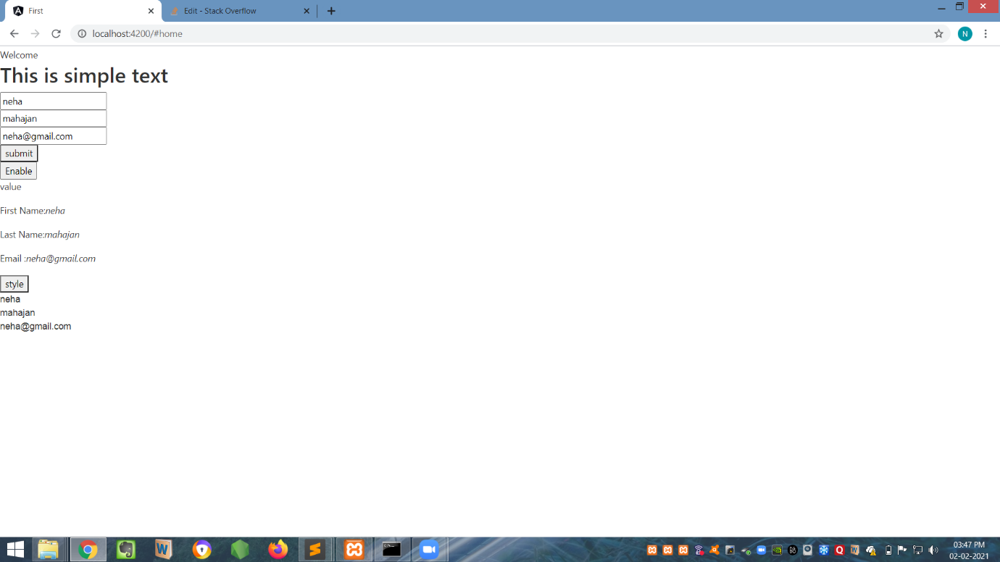 First
Edit - Stack Overflow
localhost:4200/#home
N
Welcome
This is simple text
neha
mahajan
neha@gmail.com
submit
Enable
value
First Name:neha
Last Name:mahajan
Email :neha@gmail.com
style
neha
mahajan
neha@gmail.com
03:47 PM
02-02-2021